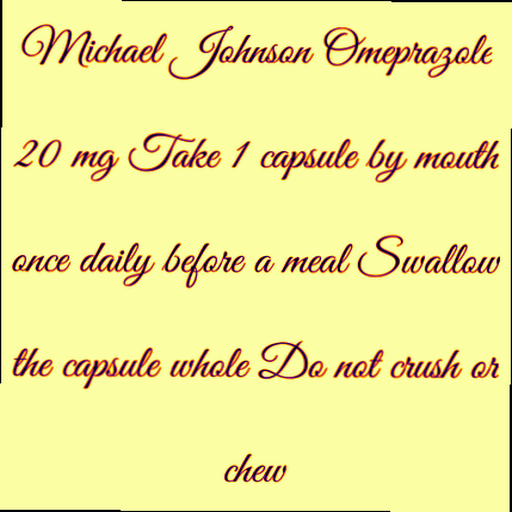 Michael Johnson Omeprazole
20 mg Take 1 capsule by mouth
once daily before a meal Swallow
the capsule whole Do not crush or
chew